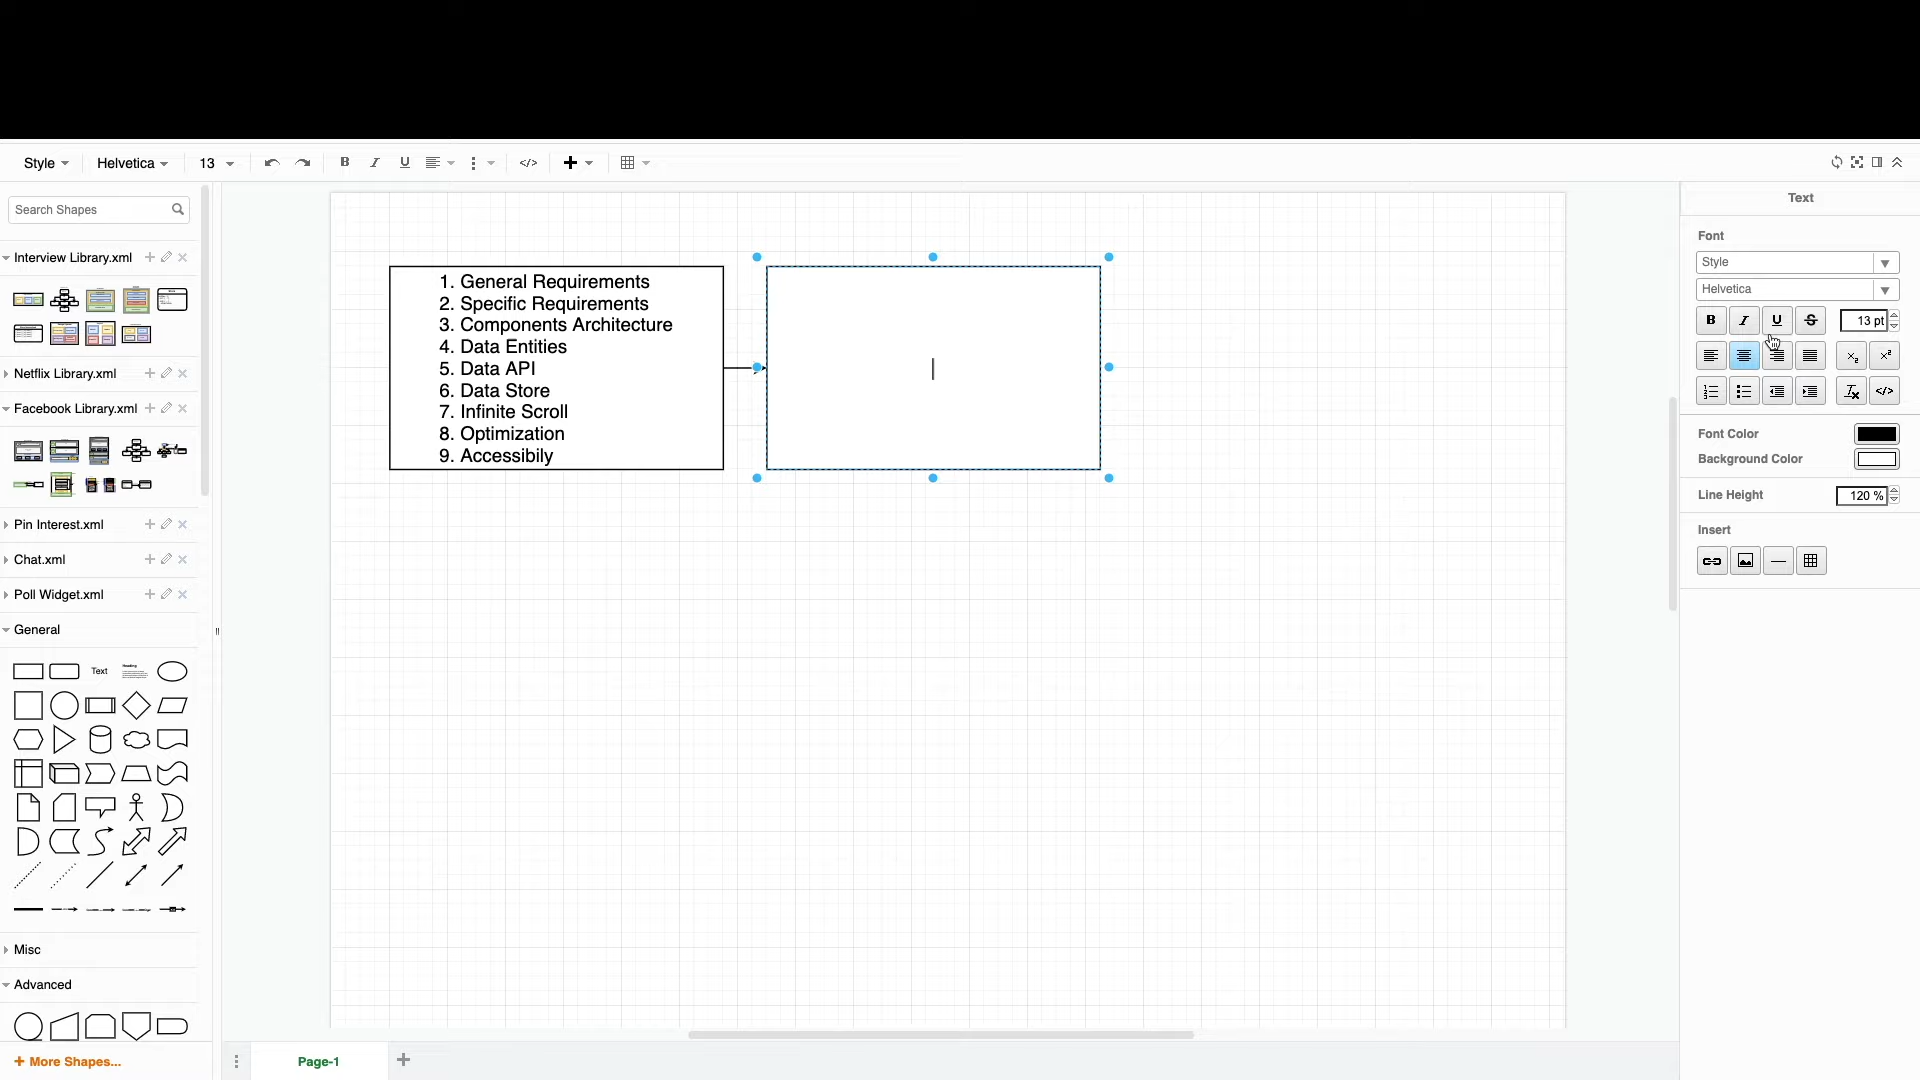 Style
Helvetica
13
B
I
U
</>
Search Shapes
Interview Library.xml
Netflix Library.xml
Facebook Library.xml
Pin Interest.xml
Chat.xml
Poll Widget.xml
General
Text
Heading
Misc
Advanced
+ More Shapes...
1. General Requirements
2. Specific Requirements
3. Components Architecture
4. Data Entities
5. Data API
6. Data Store
7. Infinite Scroll
8. Optimization
9. Accessibily
Page-1
Text
Font
Style
Helvetica
B I U S 13 pt
Font Color
Background Color
Line Height 120 %
Insert